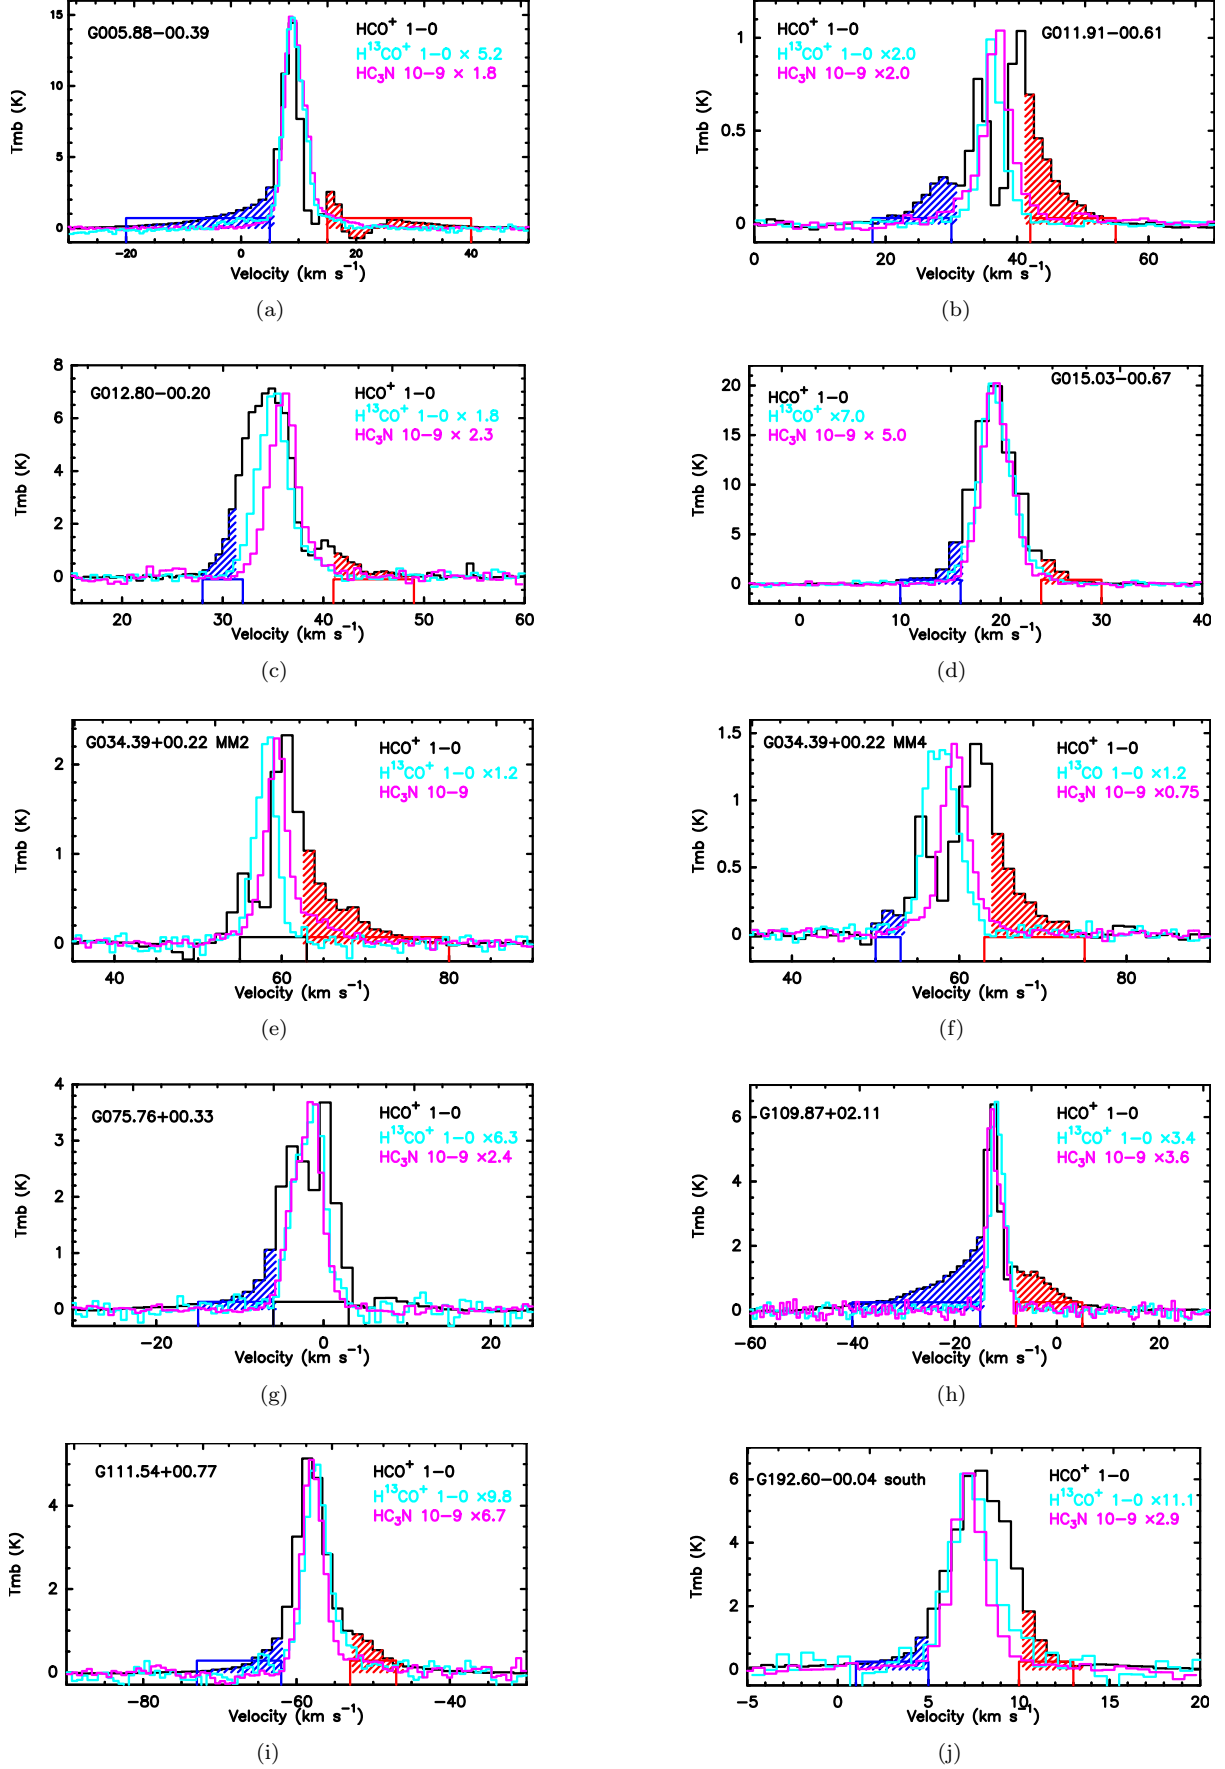 G005.88−00.39
HCO⁺ 1−0
H¹³CO⁺ 1−0 × 5.2
HC₃N 10−9 × 1.8
Tmb (K)
15
10
5
0
−20 0 20 40
Velocity (km s⁻¹)
(a)
HCO⁺ 1−0
H¹³CO⁺ 1−0 ×2.0
HC₃N 10−9 ×2.0
G011.91−00.61
Tmb (K)
1
0.5
0
0 20 40 60
Velocity (km s⁻¹)
(b)
G012.80−00.20
HCO⁺ 1−0
H¹³CO⁺ 1−0 × 1.8
HC₃N 10−9 × 2.3
Tmb (K)
8
6
4
2
0
20 30 40 50 60
Velocity (km s⁻¹)
(c)
G015.03−00.67
HCO⁺ 1−0
H¹³CO⁺ ×7.0
HC₃N 10−9 × 5.0
Tmb (K)
20
15
10
5
0
0 10 20 30 40
Velocity (km s⁻¹)
(d)
G034.39+00.22 MM2
HCO⁺ 1−0
H¹³CO⁺ 1−0 ×1.2
HC₃N 10−9
Tmb (K)
2
1
0
40 60 80
Velocity (km s⁻¹)
(e)
G034.39+00.22 MM4
HCO⁺ 1−0
H¹³CO 1−0 ×1.2
HC₃N 10−9 ×0.75
Tmb (K)
1.5
1
0.5
0
40 60 80
Velocity (km s⁻¹)
(f)
G075.76+00.33
HCO⁺ 1−0
H¹³CO⁺ 1−0 ×6.3
HC₃N 10−9 ×2.4
Tmb (K)
4
3
2
1
0
−20 0 20
Velocity (km s⁻¹)
(g)
G109.87+02.11
HCO⁺ 1−0
H¹³CO⁺ 1−0 ×3.4
HC₃N 10−9 ×3.6
Tmb (K)
6
4
2
0
−60 −40 −20 0 20
Velocity (km s⁻¹)
(h)
G111.54+00.77
HCO⁺ 1−0
H¹³CO⁺ 1−0 ×9.8
HC₃N 10−9 ×6.7
Tmb (K)
4
2
0
−80 −60 −40
Velocity (km s⁻¹)
(i)
G192.60−00.04 south
HCO⁺ 1−0
H¹³CO⁺ 1−0 ×11.1
HC₃N 10−9 ×2.9
Tmb (K)
6
4
2
0
−5 0 5 10 15 20
Velocity (km s⁻¹)
(j)